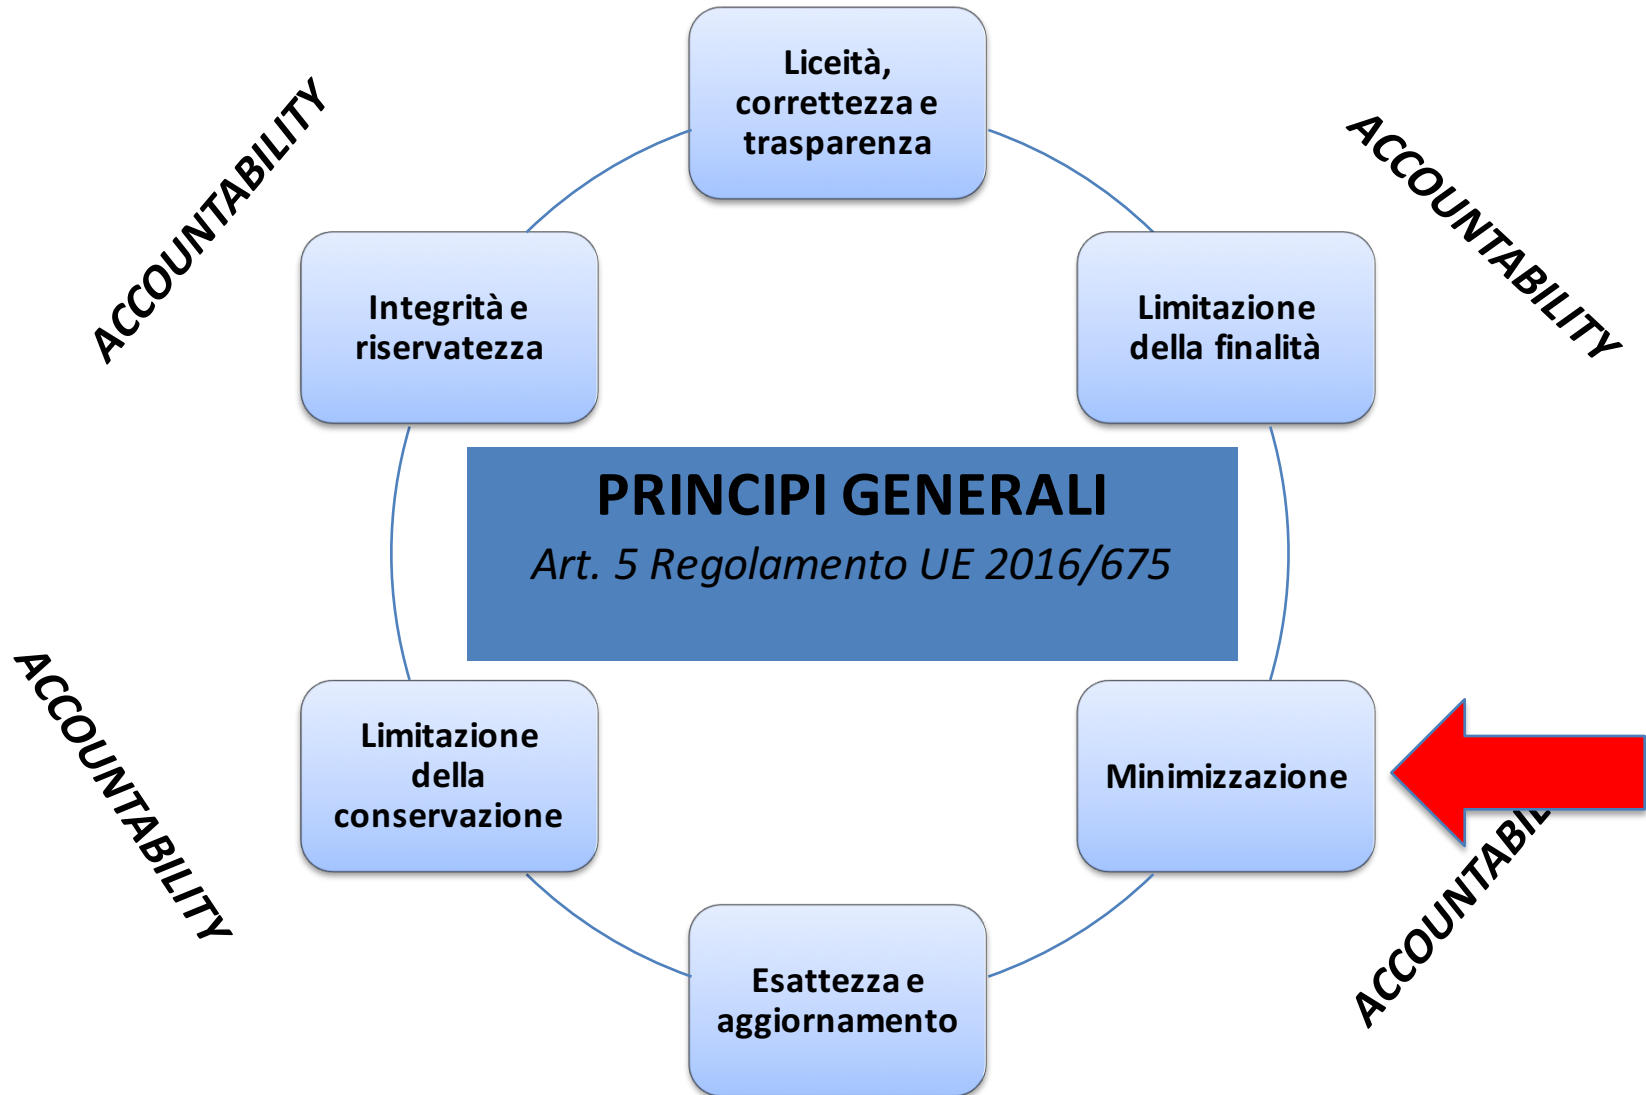 Liceità,
correttezza e
trasparenza
ACCOUNTABILITY
ACCOUNTABILITY
Integrità e
riservatezza
Limitazione
della finalità
PRINCIPI GENERALI
Art. 5 Regolamento UE 2016/675
ACCOUNTABILITY
Limitazione
della
conservazione
Minimizzazione
ACCOUNTABIL
Esattezza e
aggiornamento